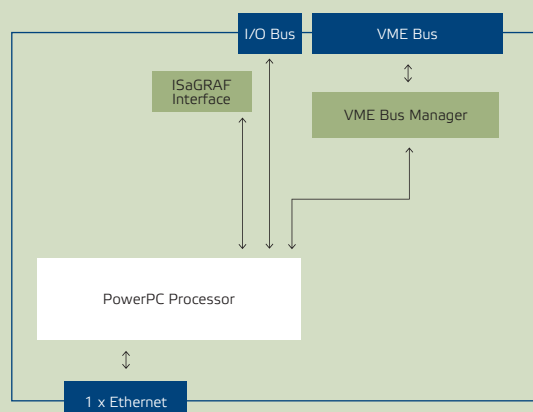 I/O Bus
VME Bus
ISaGRAF
Interface
VME Bus Manager
PowerPC Processor
1 x Ethernet